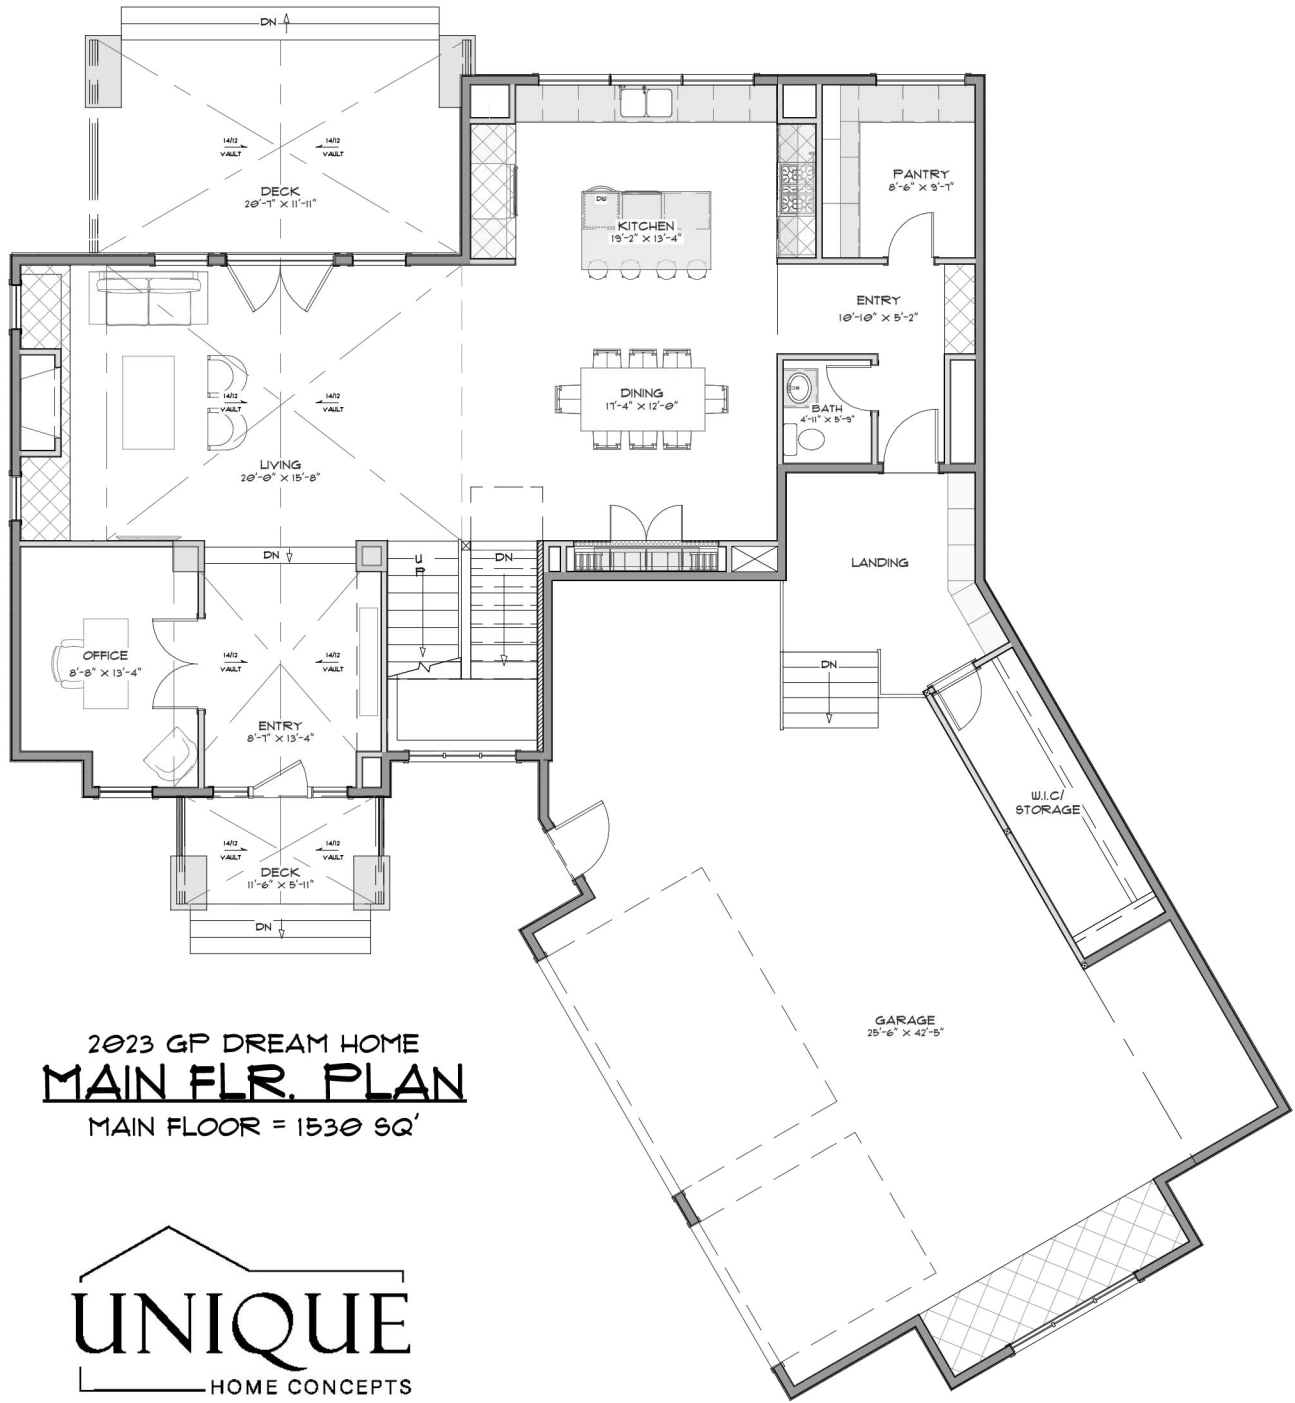 DN
14/12
VAULT
14/12
VAULT
DECK
20'-7" X 11'-11"
PANTRY
8'-6" X 9'-7"
DW
KITCHEN
19'-2" X 13'-4"
ENTRY
10'-10" X 5'-2"
14/12
VAULT
14/12
VAULT
DINING
17'-4" X 12'-0"
BATH
4'-11" X 5'-9"
LIVING
20'-0" X 15'-8"
DN
UP
DN
LANDING
OFFICE
8'-8" X 13'-4"
14/12
VAULT
14/12
VAULT
DN
ENTRY
8'-7" X 13'-4"
W.I.C/
STORAGE
14/12
VAULT
14/12
VAULT
DECK
11'-6" X 5'-11"
DN
GARAGE
25'-6" X 42'-5"
2023 GP DREAM HOME
MAIN FLR. PLAN
MAIN FLOOR = 1530 SQ'
UNIQUE
HOME CONCEPTS